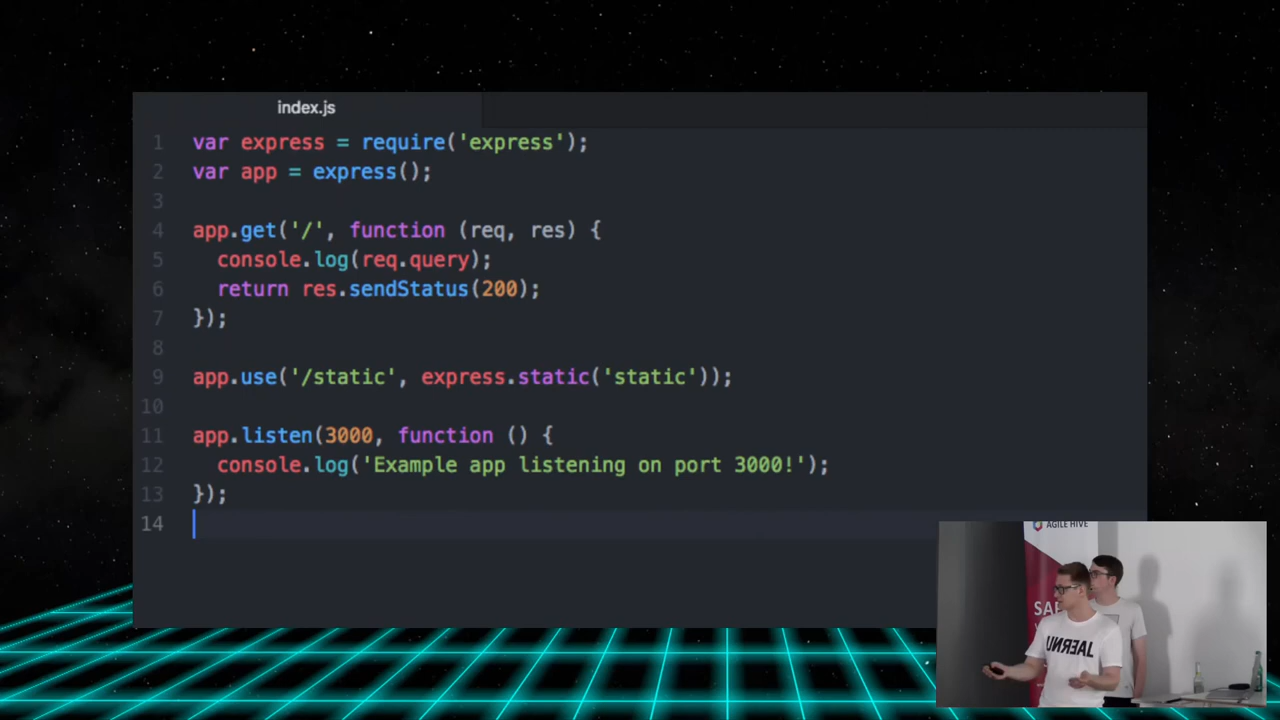 index.js
1 var express = require('express');
2 var app = express();
3
4 app.get('/', function (req, res) {
5   console.log(req.query);
6   return res.sendStatus(200);
7 });
8
9 app.use('/static', express.static('static'));
10
11 app.listen(3000, function () {
12   console.log('Example app listening on port 3000!');
13 });
14
AGILE HIVE